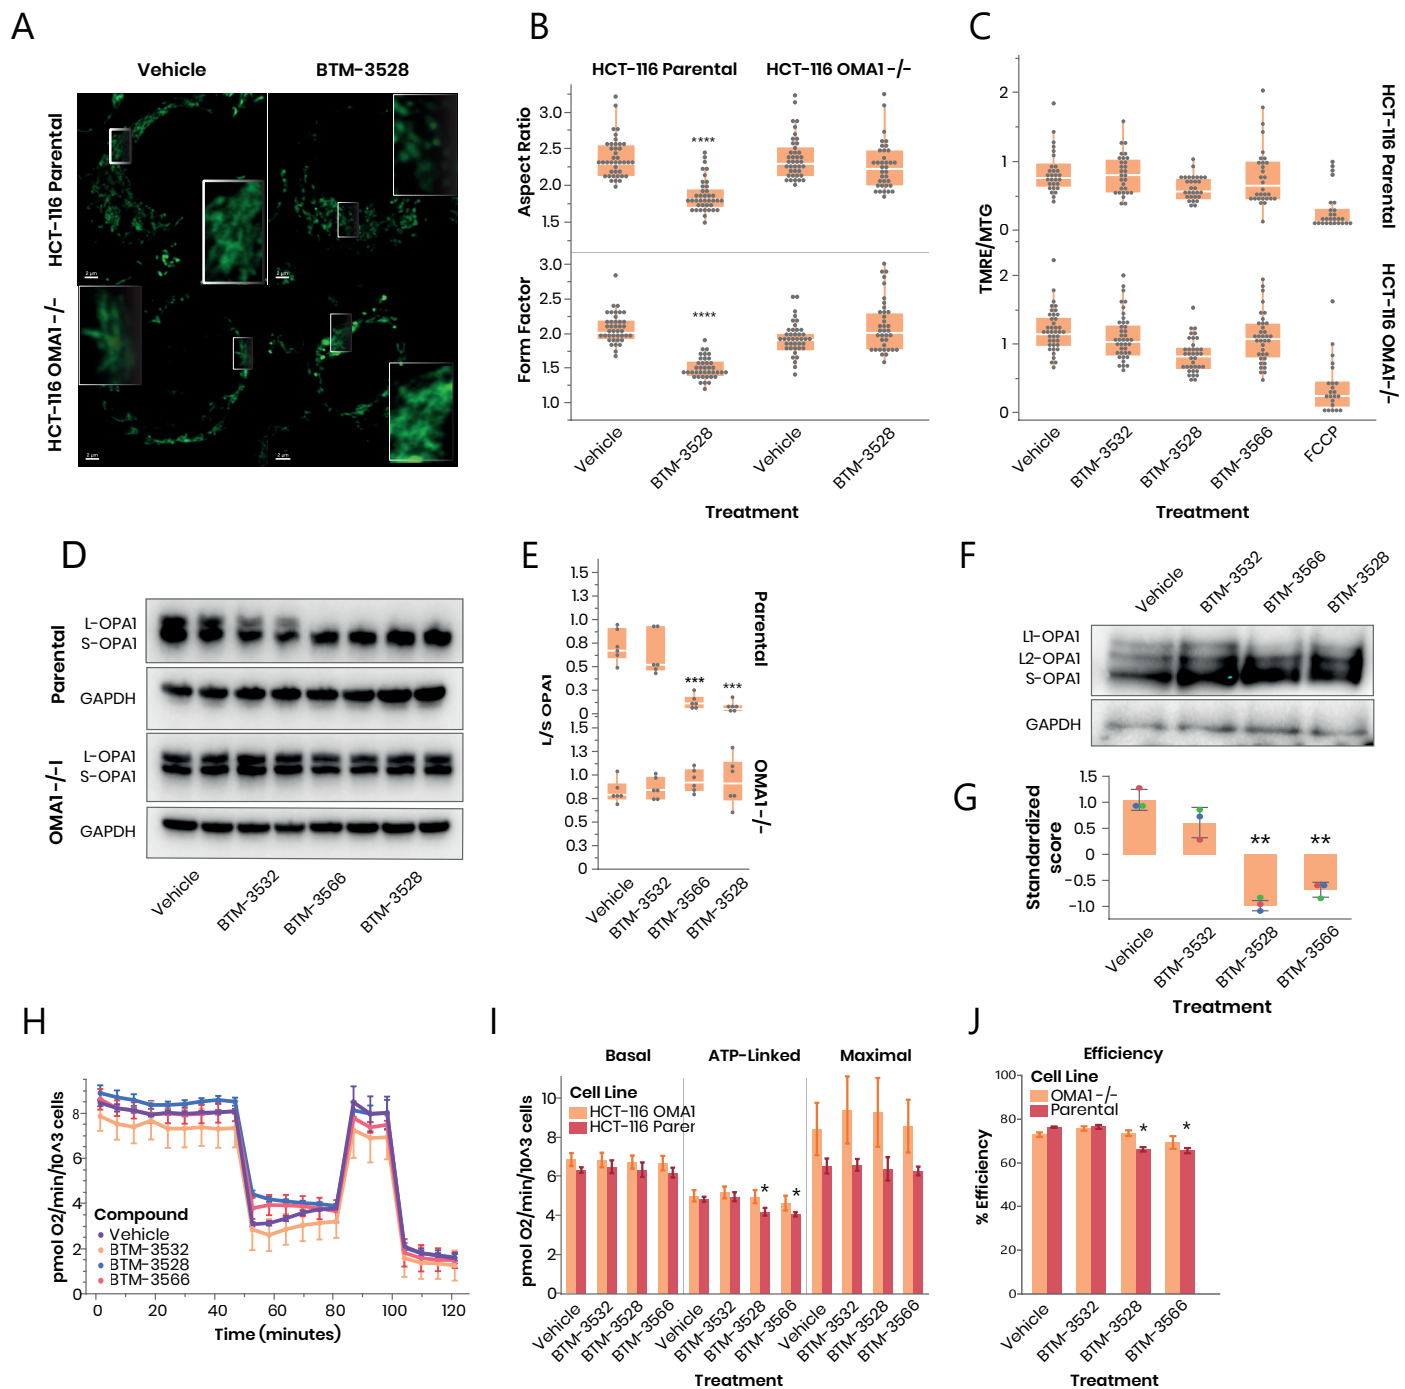 A
Vehicle
BTM-3528
HCT-116 Parental
HCT-116 OMA1 -/-
2 µm
2 µm
2 µm
2 µm
B
HCT-116 Parental
HCT-116 OMA1 -/-
Aspect Ratio
3.0
2.5
2.0
1.5
****
Form Factor
3.0
2.5
2.0
1.5
1.0
****
Vehicle
BTM-3528
Vehicle
BTM-3528
Treatment
C
TMRE/MTG
2
1
0
2
1
0
HCT-116 Parental
HCT-116 OMA1-/-
Vehicle
BTM-3532
BTM-3528
BTM-3566
FCCP
Treatment
D
Parental
L-OPA1
S-OPA1
GAPDH
OMA1-/-I
L-OPA1
S-OPA1
GAPDH
Vehicle
BTM-3532
BTM-3566
BTM-3528
E
L/S OPA1
1.5
1.3
1.0
0.8
0.5
0.3
0
1.5
1.3
1.0
0.8
0.5
0.3
0
***
***
Parental
OMA1-/-
Vehicle
BTM-3532
BTM-3566
BTM-3528
F
Vehicle
BTM-3532
BTM-3566
BTM-3528
L1-OPA1
L2-OPA1
S-OPA1
GAPDH
G
Standardized
score
1.5
1.0
0.5
0
-0.5
-1.0
**
**
Vehicle
BTM-3532
BTM-3528
BTM-3566
Treatment
H
pmol O2/min/10^3 cells
8
6
4
2
0
Compound
Vehicle
BTM-3532
BTM-3528
BTM-3566
0
20
40
60
80
100
120
Time (minutes)
I
Basal
ATP-Linked
Maximal
pmol O2/min/10^3 cells
10
8
6
4
2
0
Cell Line
HCT-116 OMA1
HCT-116 Parer
*
*
Vehicle
BTM-3532
BTM-3528
BTM-3566
Vehicle
BTM-3532
BTM-3528
BTM-3566
Vehicle
BTM-3532
BTM-3528
BTM-3566
Treatment
J
Efficiency
% Efficiency
100
80
60
40
20
0
Cell Line
OMA1 -/-
Parental
*
*
Vehicle
BTM-3532
BTM-3528
BTM-3566
Treatment